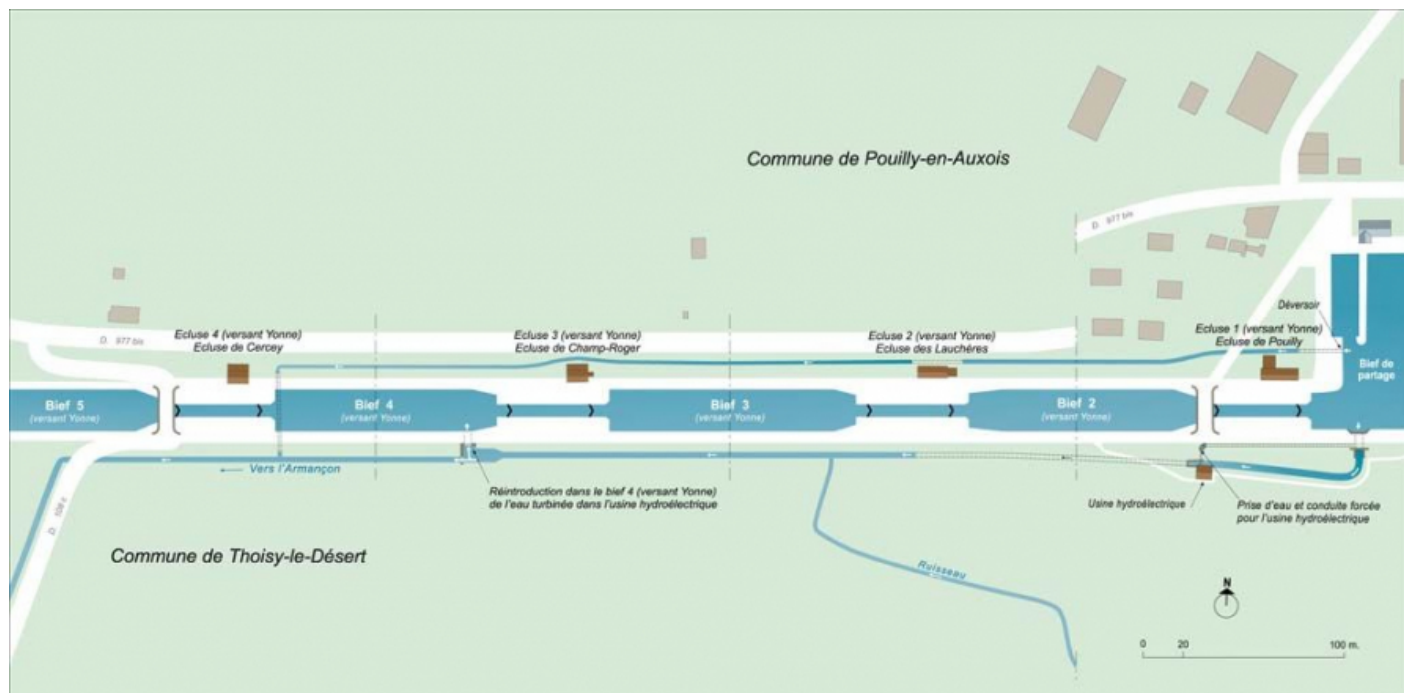 Commune de Pouilly-en-Auxois
D. 977 bis
Déversoir
Ecluse 4 (versant Yonne)
Ecluse de Cercey
Ecluse 3 (versant Yonne)
Ecluse de Champ-Roger
Ecluse 2 (versant Yonne)
Ecluse des Lauchéres
Ecluse 1 (versant Yonne)
Ecluse de Pouilly
D. 977 bis
Bief de
partage
Bief 5
(versant Yonne)
Bief 4
(versant Yonne)
Bief 3
(versant Yonne)
Bief 2
(versant Yonne)
Vers l'Armançon
Réintroduction dans le bief 4 (versant Yonne)
de l'eau turbinée dans l'usine hydroélectrique
Usine hydroélectrique
Prise d'eau et conduite forcée
pour l'usine hydroélectrique
D. 108 c
Commune de Thoisy-le-Désert
Ruisseau
N
0 20 100 m.